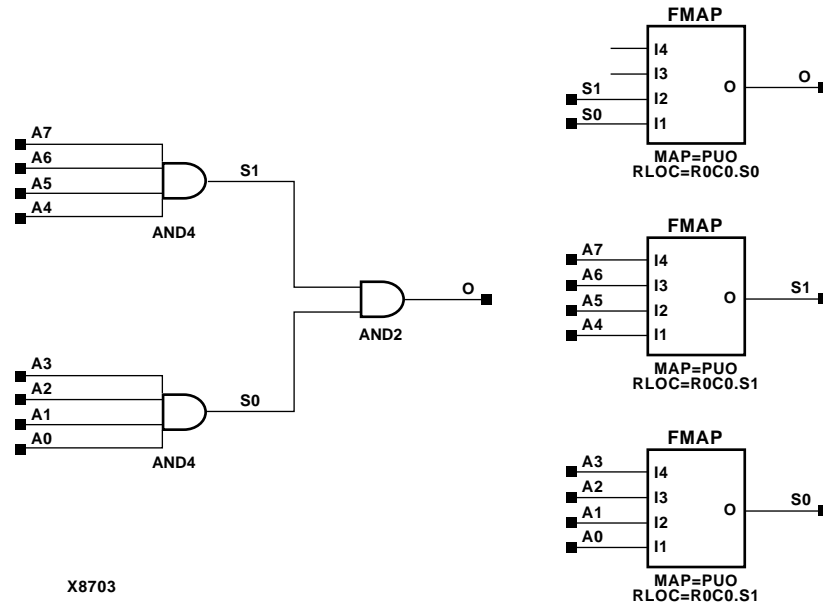 A7
A6
A5
A4
AND4
S1
A3
A2
A1
A0
AND4
S0
AND2
O
X8703
FMAP
I4
I3
S1 I2
S0 I1
O O
MAP=PUO
RLOC=R0C0.S0
FMAP
A7 I4
A6 I3
A5 I2
A4 I1
O S1
MAP=PUO
RLOC=R0C0.S1
FMAP
A3 I4
A2 I3
A1 I2
A0 I1
O S0
MAP=PUO
RLOC=R0C0.S1